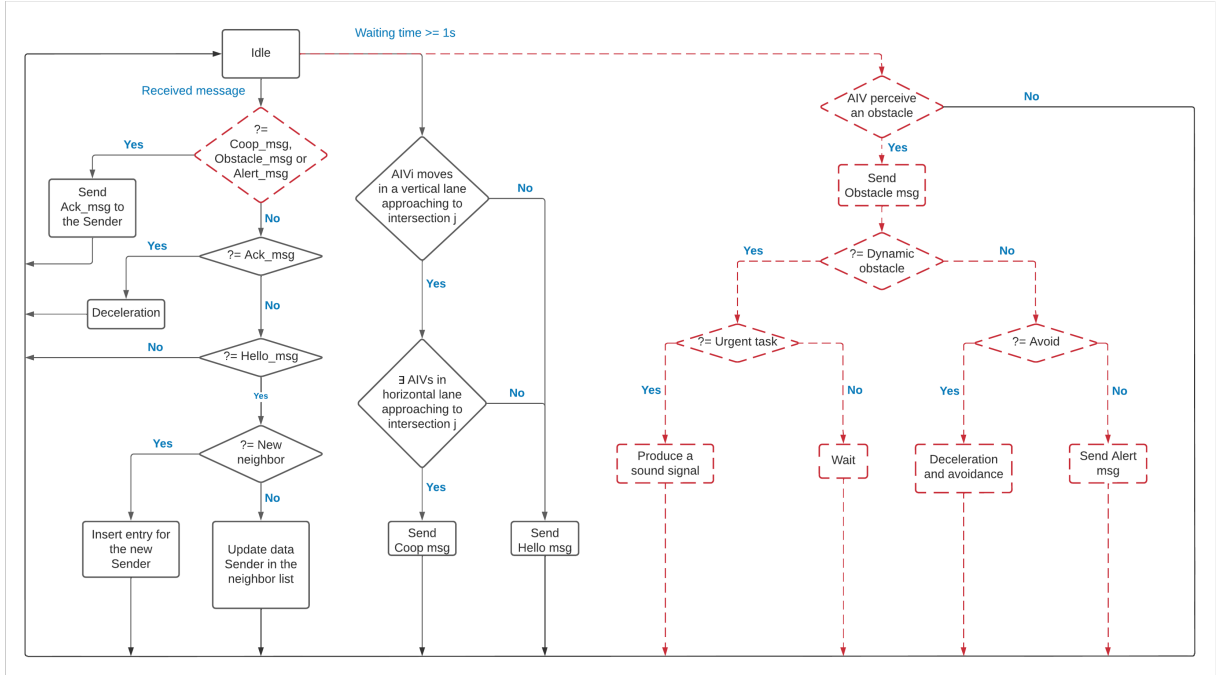 Waiting time >= 1s
Idle
Received message
?=
Coop_msg,
Obstacle_msg or
Alert_msg
Yes
Send
Ack_msg to
the Sender
No
?= Ack_msg
Yes
Deceleration
No
?= Hello_msg
No
Yes
?= New
neighbor
Yes
No
Insert entry for
the new
Sender
Update data
Sender in the
neighbor list
AIVi moves
in a vertical lane
approaching to
intersection j
No
Yes
∃ AIVs in
horizontal lane
approaching to
intersection j
No
Yes
Send
Coop msg
Send
Hello msg
AIV perceive
an obstacle
No
Yes
Send
Obstacle msg
?= Dynamic
obstacle
Yes
No
?= Urgent task
Yes
No
Produce a
sound signal
Wait
?= Avoid
Yes
No
Deceleration
and avoidance
Send Alert
msg